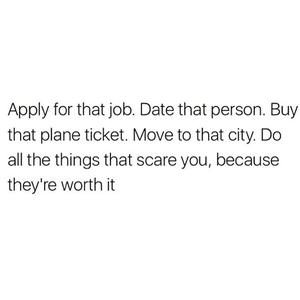 Apply for that job. Date that person. Buy
that plane ticket. Move to that city. Do
all the things that scare you, because
they're worth it